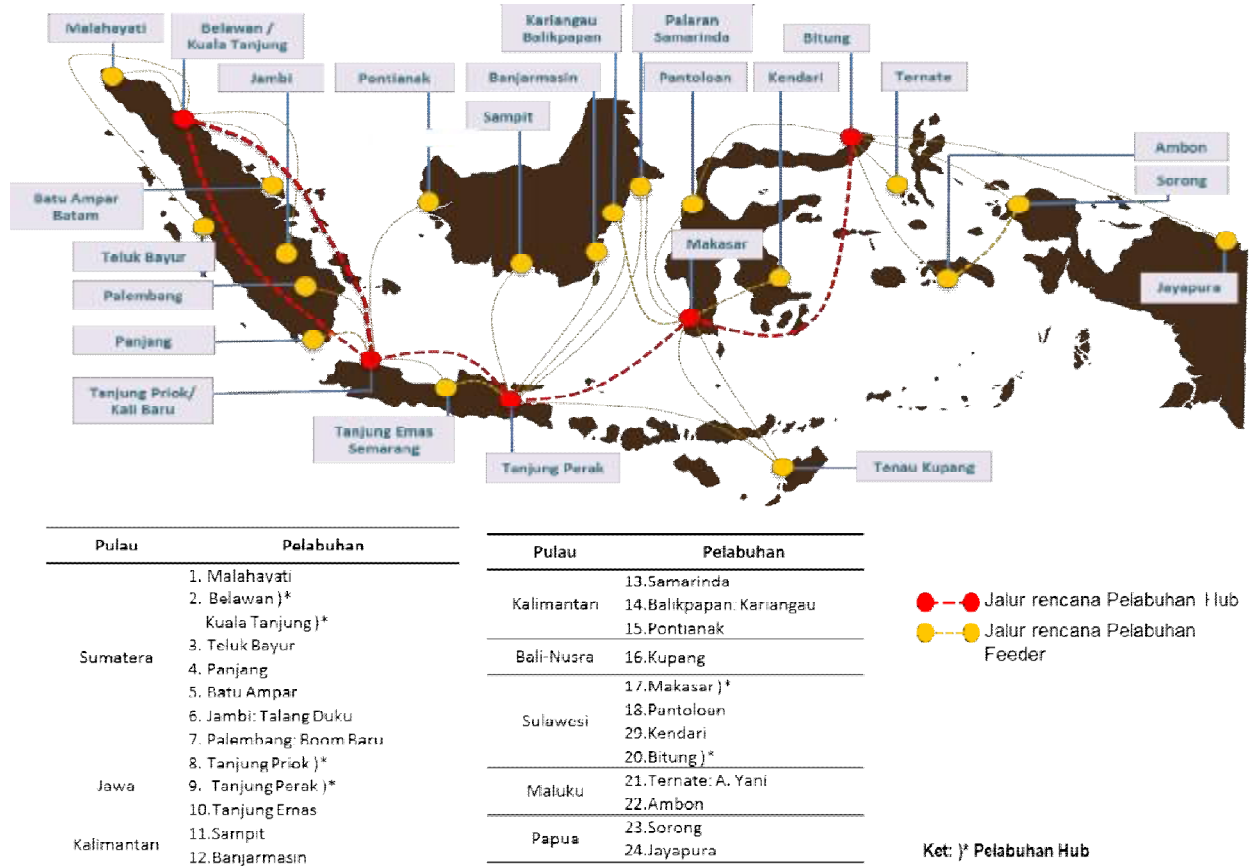 Malahayati
Belawan /
Kuala Tanjung
Jambi
Pontianak
Sampit
Banjarmasin
Kariangau
Balikpapan
Palaran
Samarinda
Pantoloan
Kendari
Bitung
Ternate
Ambon
Sorong
Batu Ampar
Batam
Teluk Bayur
Palembang
Panjang
Tanjung Priok/
Kali Baru
Tanjung Emas
Semarang
Tanjung Perak
Makasar
Tenau Kupang
Jayapura
Pulau Pelabuhan
Sumatera
1. Malahayati
2. Belawan )*
Kuala Tanjung )*
3. Teluk Bayur
4. Panjang
5. Batu Ampar
6. Jambi: Talang Duku
7. Palembang: Boom Baru
Jawa
8. Tanjung Priok )*
9. Tanjung Perak )*
10.Tanjung Emas
Kalimantan
11.Sampit
12.Banjarmasin
Pulau Pelabuhan
Kalimantan
13.Samarinda
14.Balikpapan: Kariangau
15.Pontianak
Bali-Nusra 16.Kupang
Sulawesi
17.Makasar )*
18.Pantoloan
29.Kendari
20.Bitung )*
Maluku
21.Ternate: A. Yani
22.Ambon
Papua
23.Sorong
24.Jayapura
Jalur rencana Pelabuhan Hub
Jalur rencana Pelabuhan
Feeder
Ket: )* Pelabuhan Hub